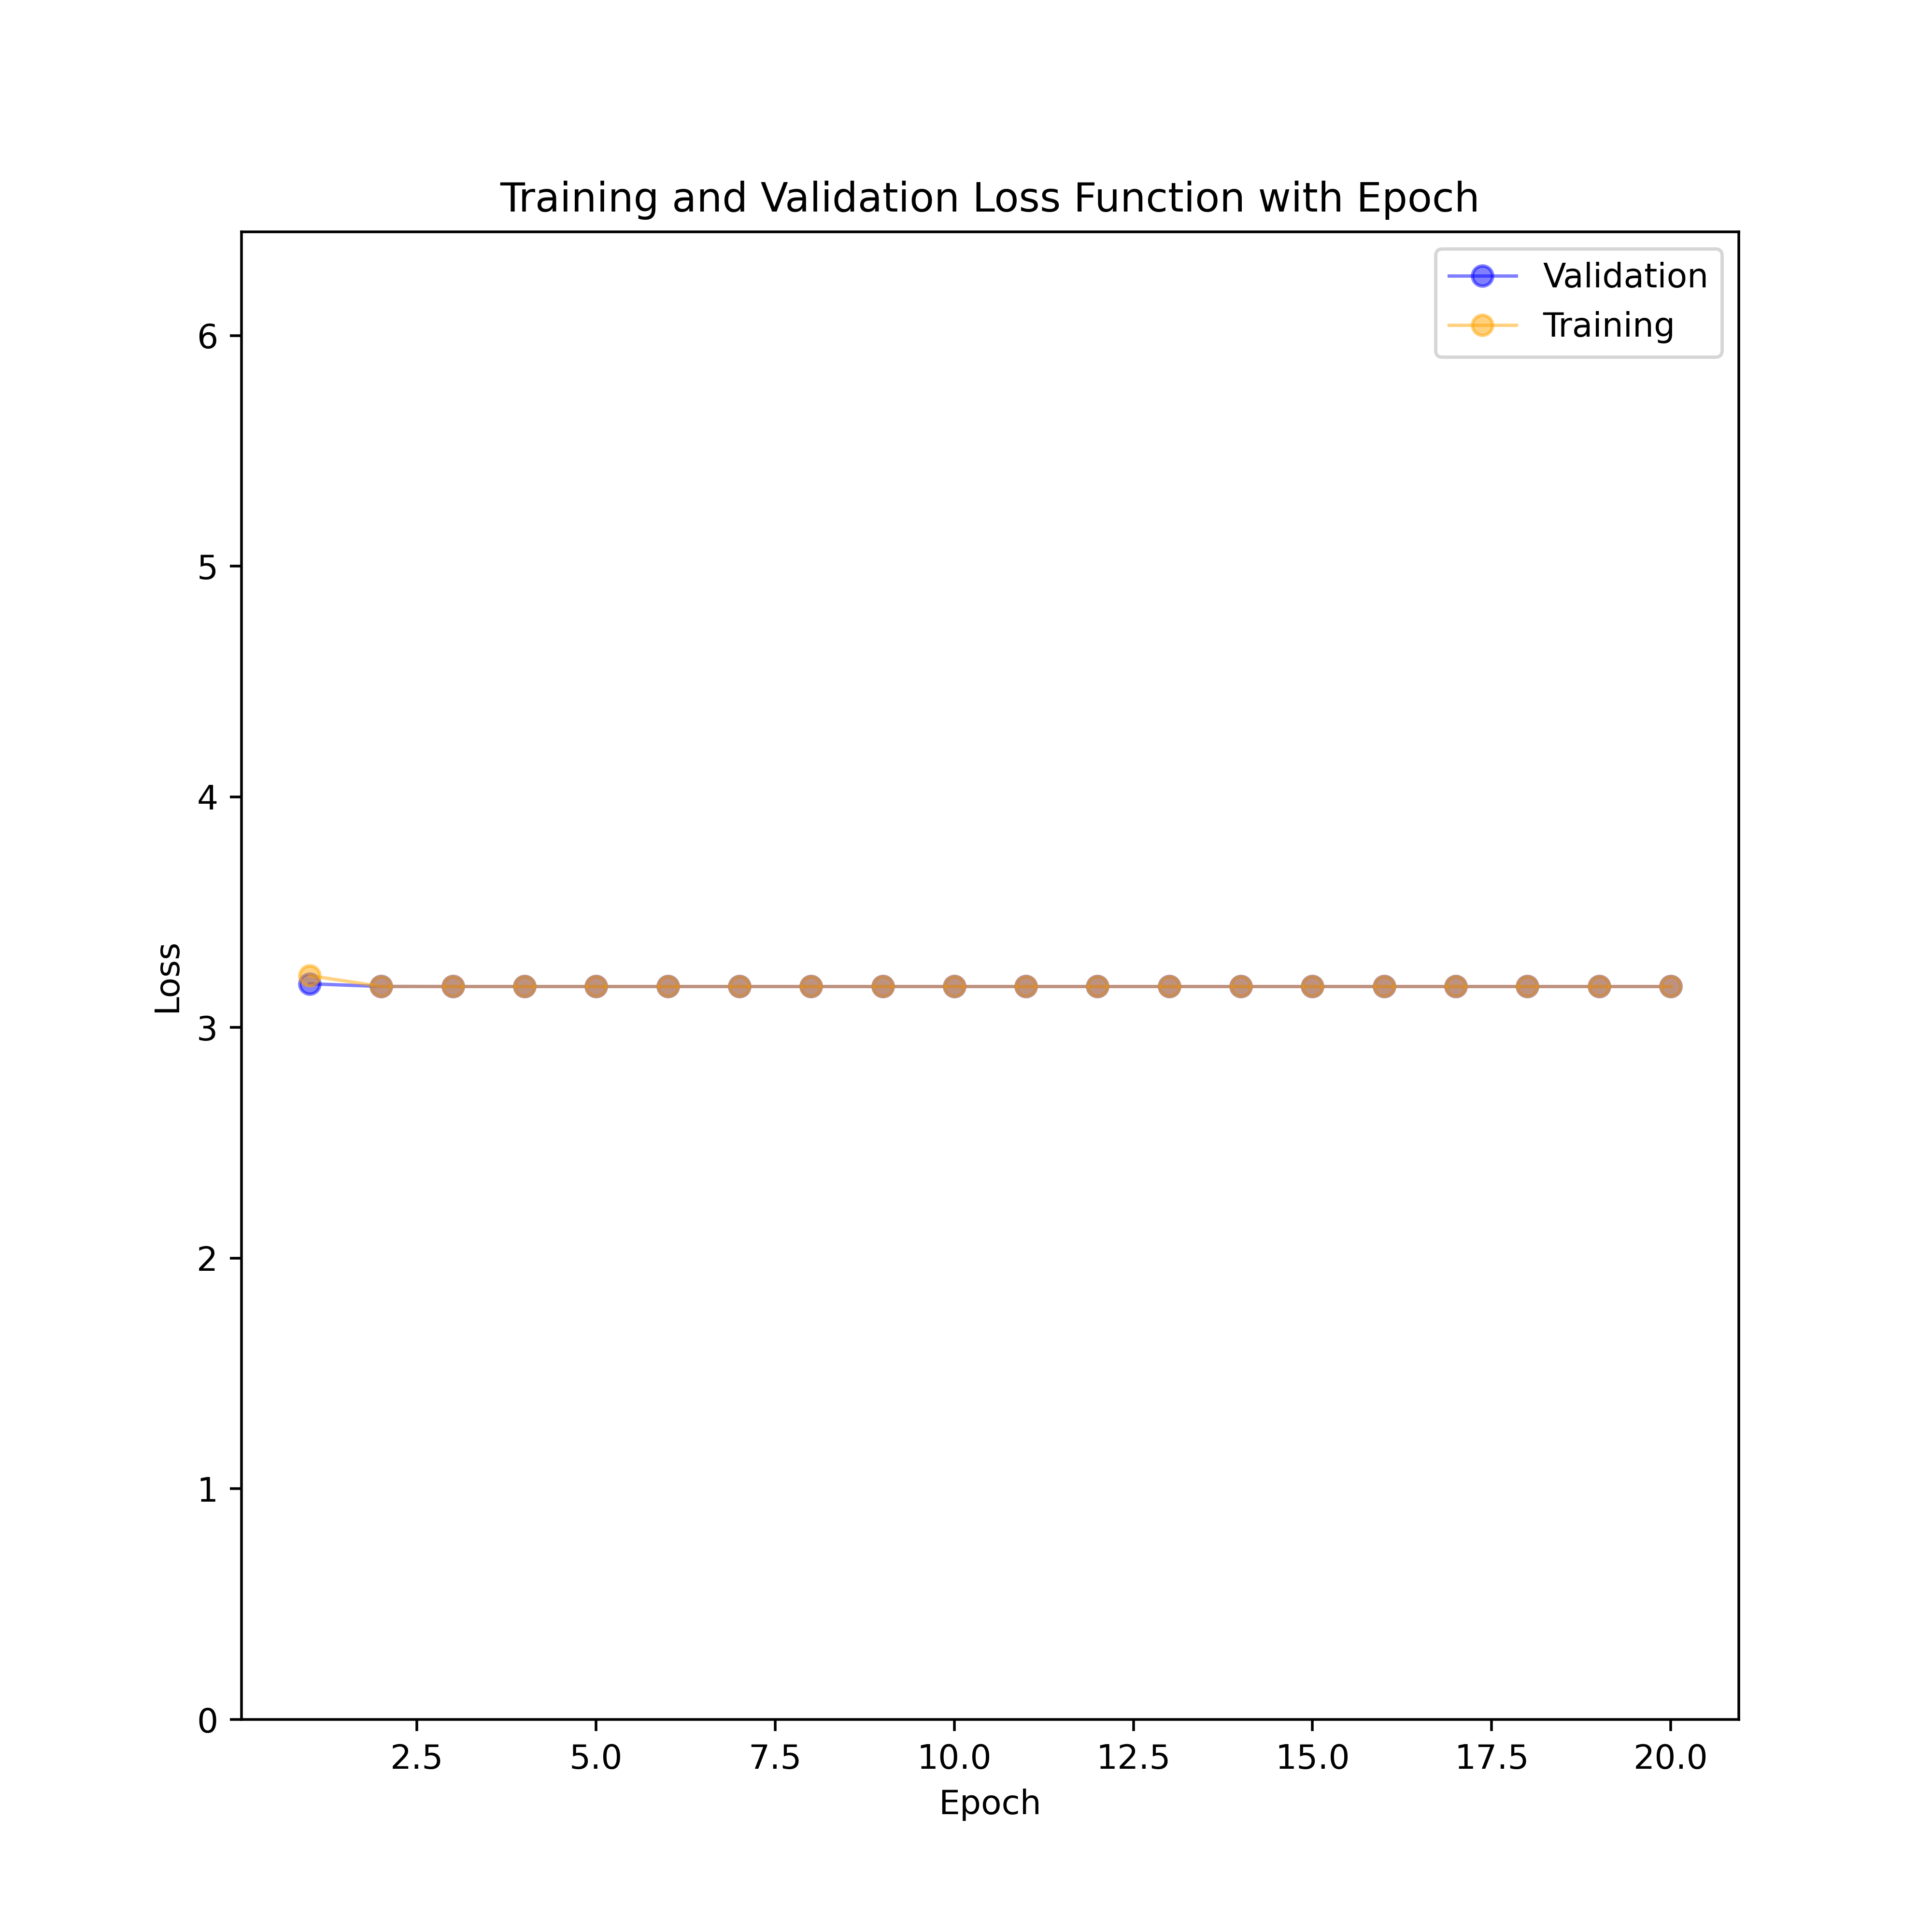 Training and Validation Loss Function with Epoch
Validation
Training
6
5
4
3
2
1
0
Loss
2.5 5.0 7.5 10.0 12.5 15.0 17.5 20.0
Epoch